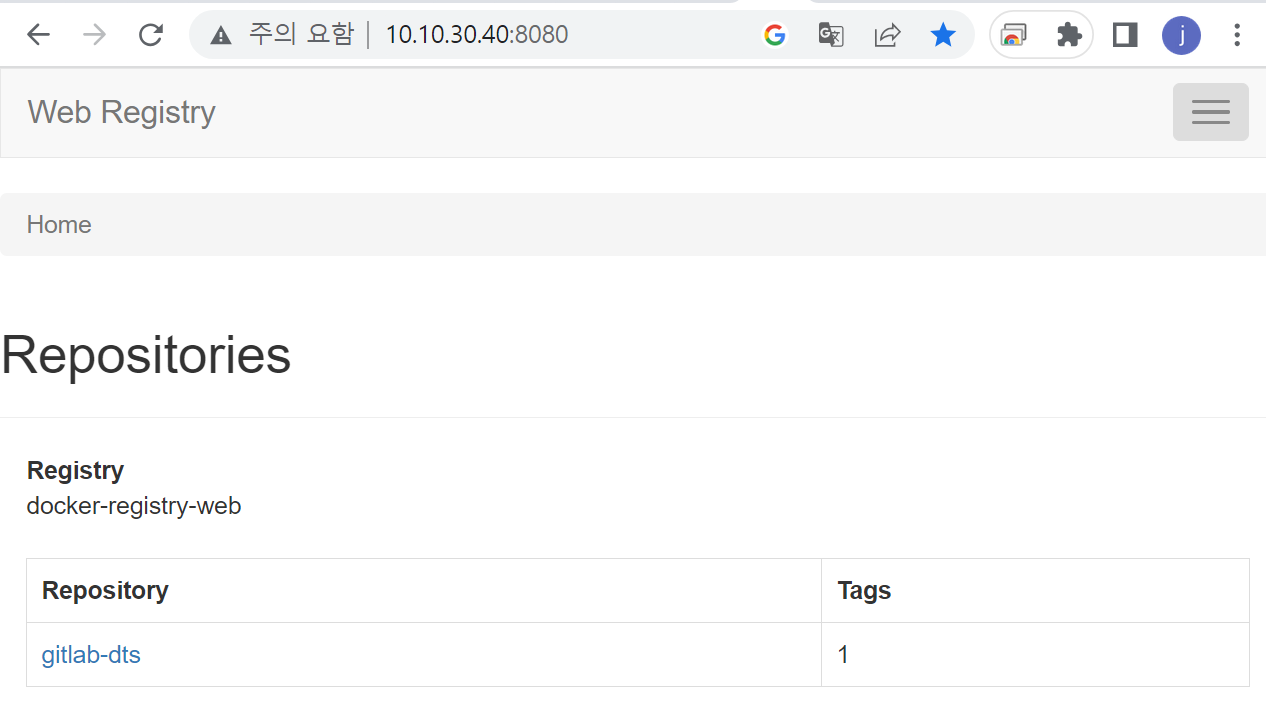 주의 요함 | 10.10.30.40:8080
j
Web Registry
Home
Repositories
Registry
docker-registry-web
Repository Tags
gitlab-dts 1